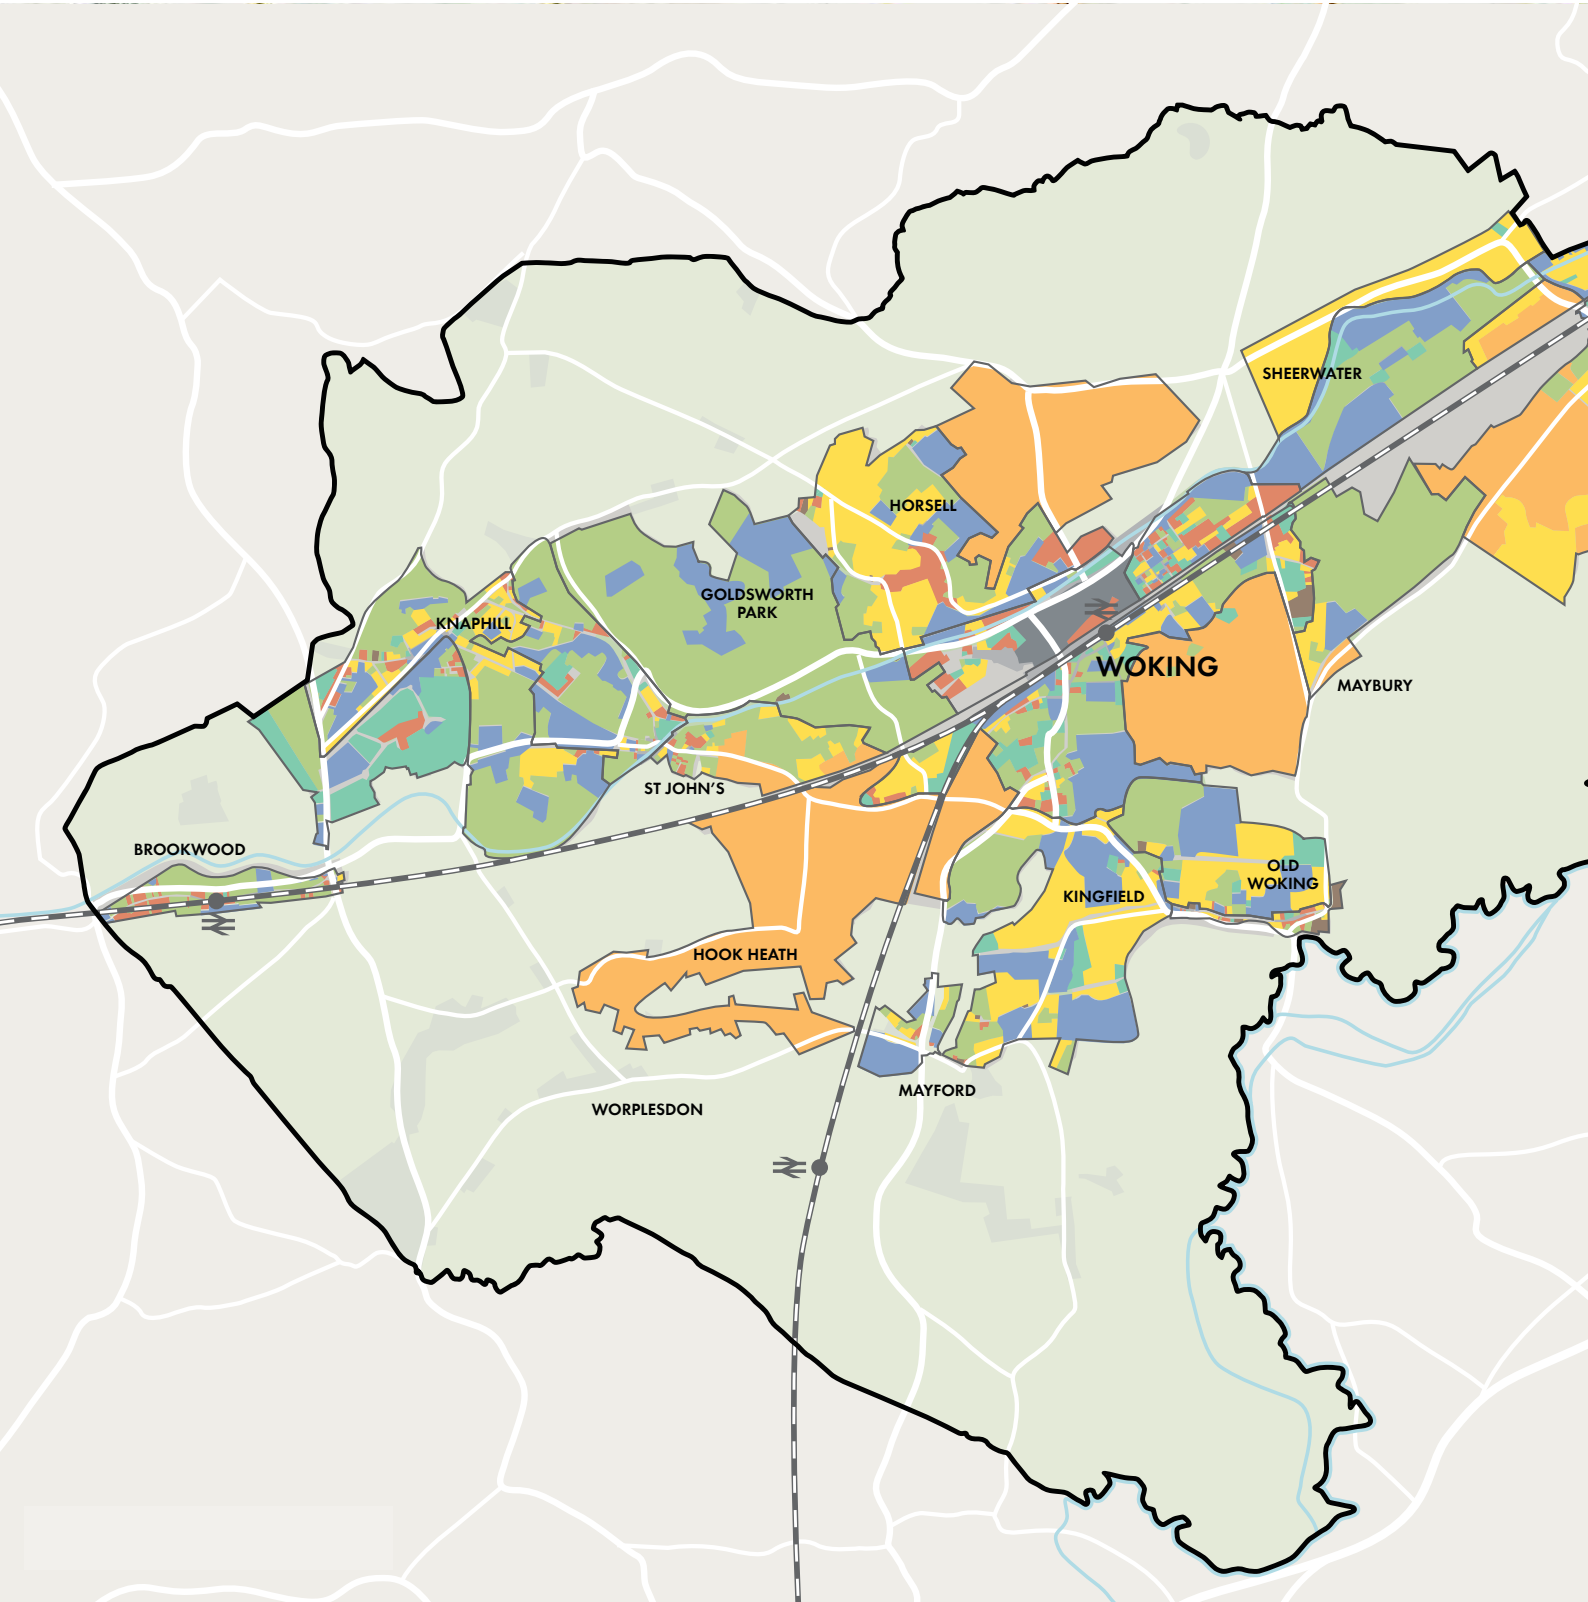 SHEERWATER
HORSELL
GOLDSWORTH
PARK
KNAPHILL
WOKING
MAYBURY
ST JOHN'S
BROOKWOOD
OLD
WOKING
KINGFIELD
HOOK HEATH
MAYFORD
WORPLESDON